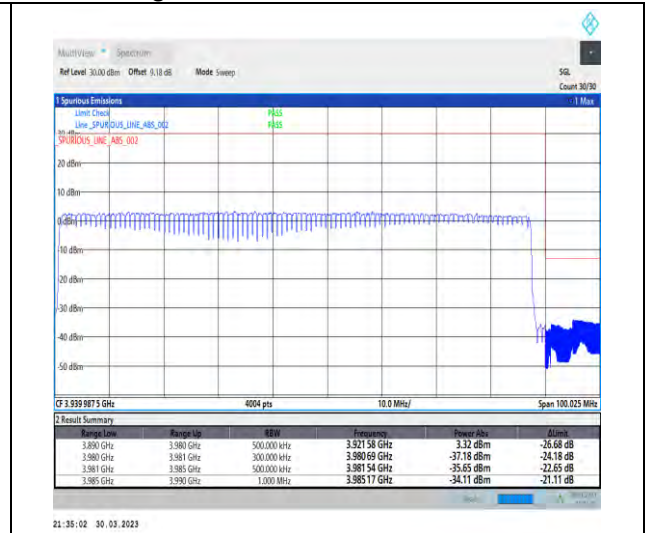 MultiView Spectrum
Ref Level 30.00 dBm Offset 9.18 dB Mode Sweep SGL
Count 30/30
1 Spurious Emissions 1 Max
Limit Check PASS
Line _SPURIOUS_LINE_ABS_002 PASS
30 dBm
SPURIOUS_LINE_ABS_002
20 dBm
10 dBm
0 dBm
-10 dBm
-20 dBm
-30 dBm
-40 dBm
-50 dBm
CF 3.939 987 5 GHz 4004 pts 10.0 MHz/ Span 100.025 MHz
2 Result Summary
Range Low Range Up RBW Frequency Power Abs ΔLimit
3.890 GHz 3.980 GHz 500.000 kHz 3.921 58 GHz 3.32 dBm -26.68 dB
3.980 GHz 3.981 GHz 300.000 kHz 3.980 69 GHz -37.18 dBm -24.18 dB
3.981 GHz 3.985 GHz 500.000 kHz 3.981 54 GHz -35.65 dBm -22.65 dB
3.985 GHz 3.990 GHz 1.000 MHz 3.985 17 GHz -34.11 dBm -21.11 dB
21:35:02 30.03.2023